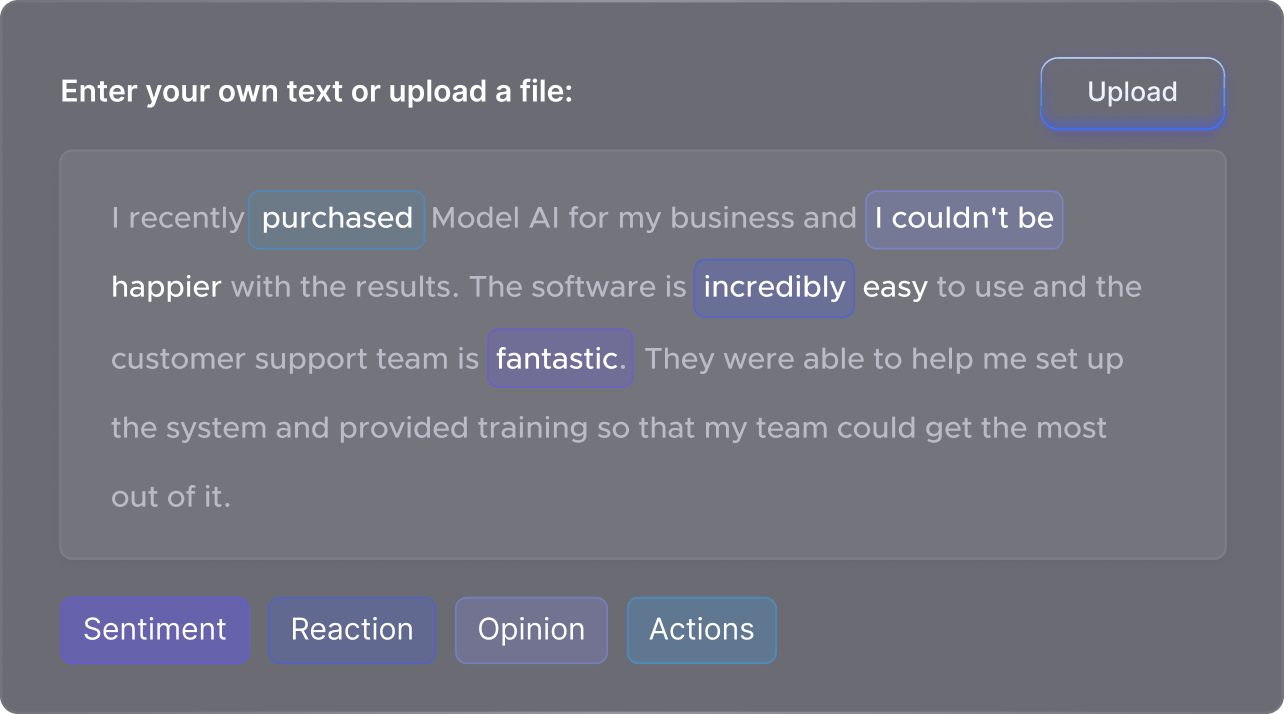 Enter your own text or upload a file:
Upload
I recently purchased Model AI for my business and I couldn't be
happier with the results. The software is incredibly easy to use and the
customer support team is fantastic. They were able to help me set up
the system and provided training so that my team could get the most
out of it.
Sentiment
Reaction
Opinion
Actions